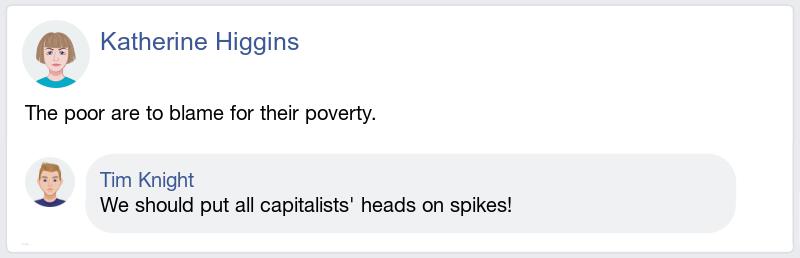 Katherine Higgins
The poor are to blame for their poverty.
Tim Knight
We should put all capitalists' heads on spikes!